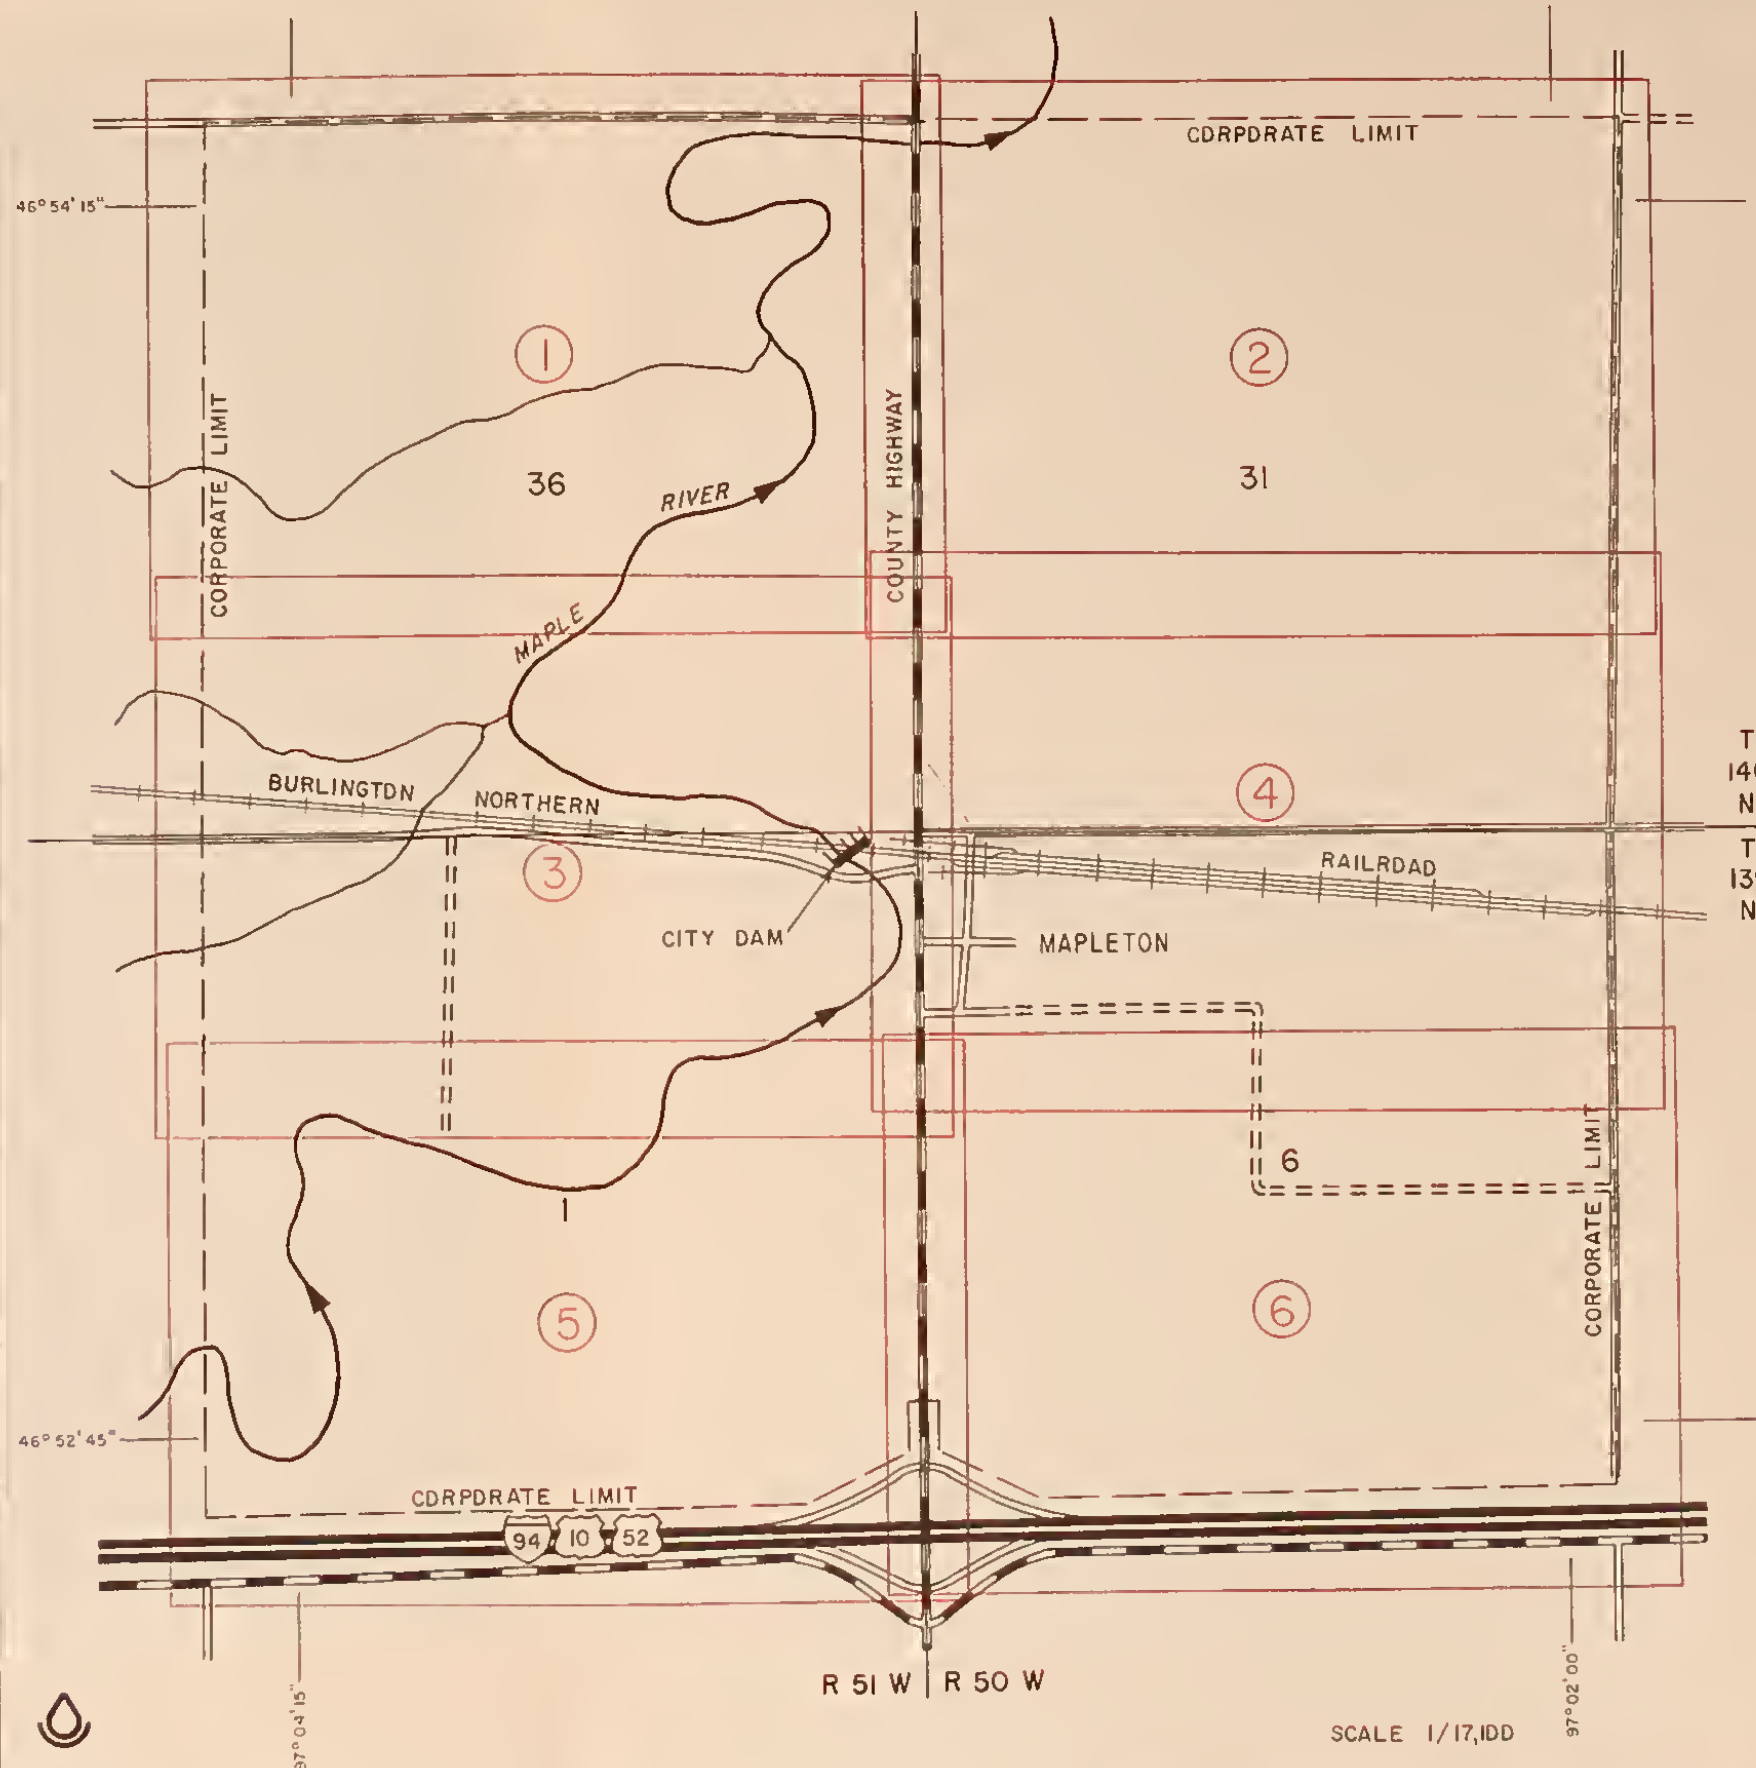 CORPORATE LIMIT
46° 54' 15"
1
2
CORPORATE LIMIT
COUNTY HIGHWAY
36
31
RIVER
MAPLE
T
N
BURLINGTON NORTHERN
4
3
RAILROAD
T
N
CITY DAM
MAPLETON
6
1
CORPORATE LIMIT
5
6
46° 52' 45"
CORPORATE LIMIT
94 10 52
R 51 W R 50 W
97° 04' 15"
97° 02' 00"
SCALE 1/17,100